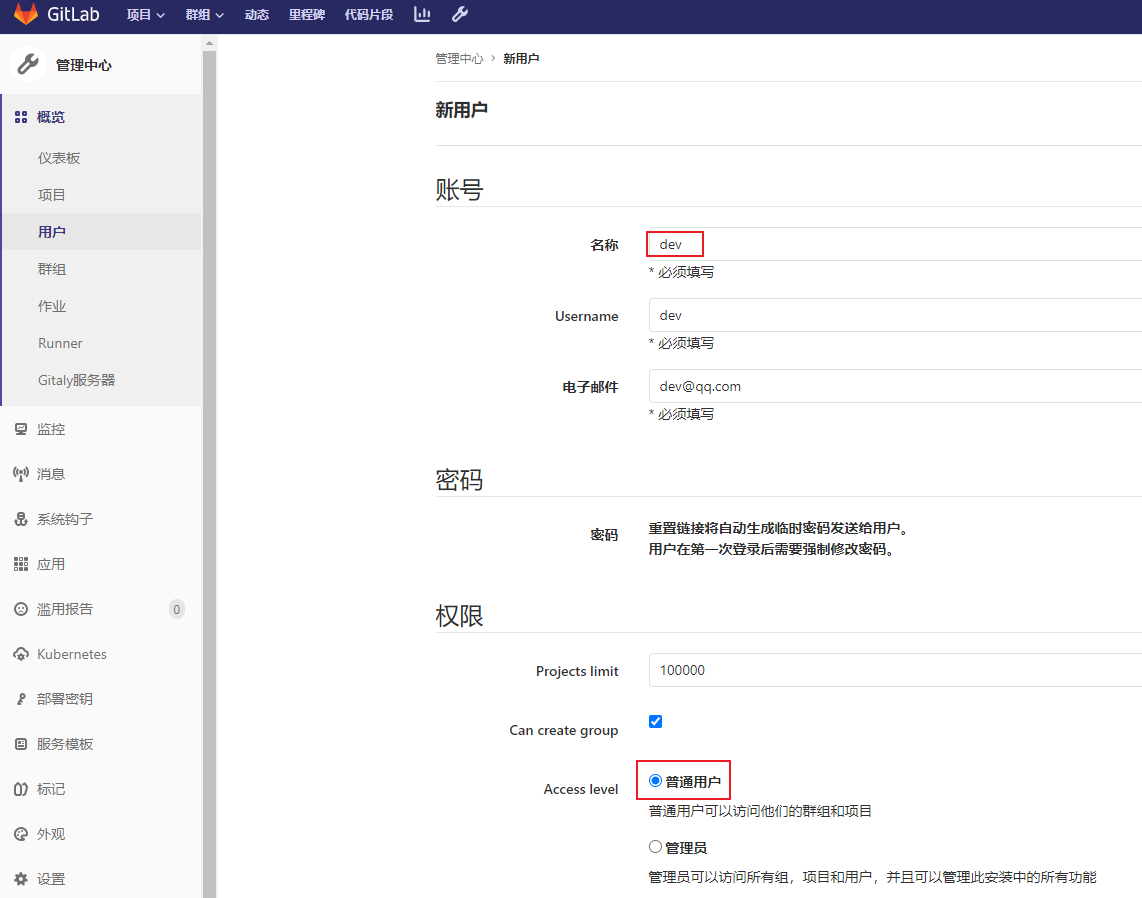 GitLab 项目 群组 动态 里程碑 代码片段
管理中心
概览
仪表板
项目
用户
群组
作业
Runner
Gitaly服务器
监控
消息
系统钩子
应用
滥用报告 0
Kubernetes
部署密钥
服务模板
标记
外观
设置
管理中心 › 新用户
新用户
账号
名称 dev
* 必须填写
Username dev
* 必须填写
电子邮件 dev@qq.com
* 必须填写
密码
密码 重置链接将自动生成临时密码发送给用户。
用户在第一次登录后需要强制修改密码。
权限
Projects limit 100000
Can create group
Access level 普通用户
普通用户可以访问他们的群组和项目
管理员
管理员可以访问所有组，项目和用户，并且可以管理此安装中的所有功能